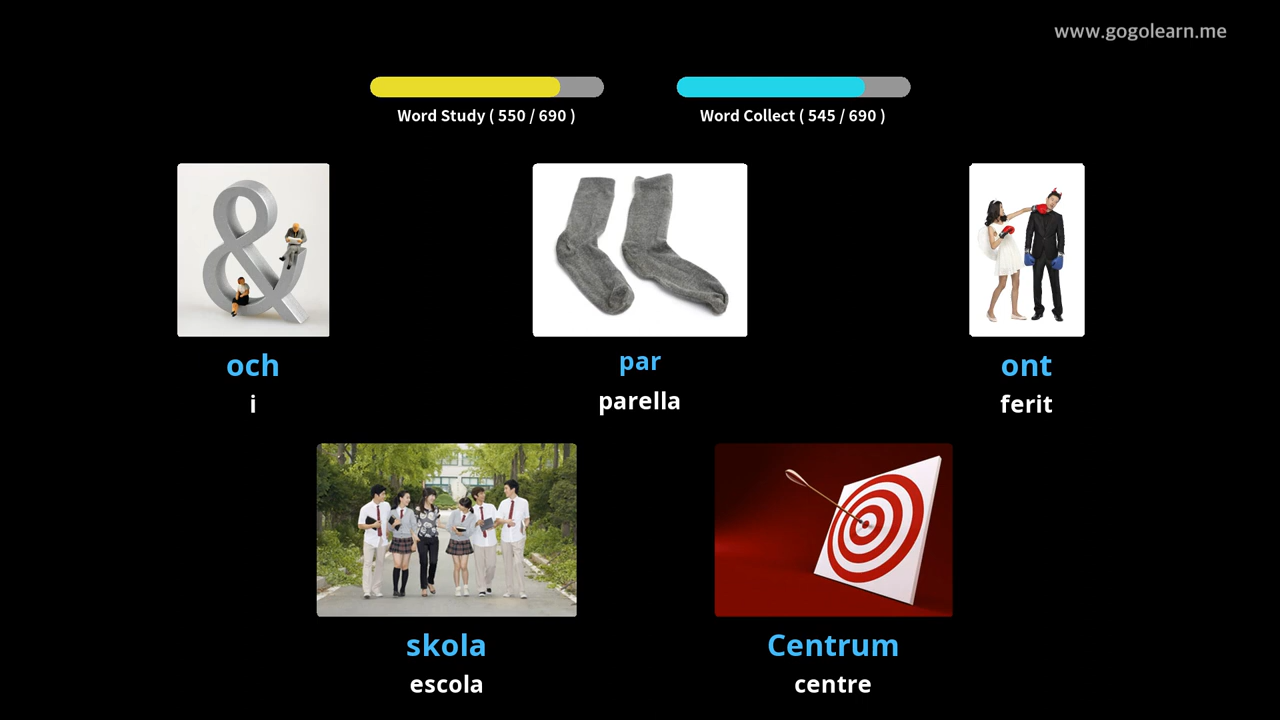 www.gogolearn.me
Word Study ( 550 / 690 )
Word Collect ( 545 / 690 )
och
i
par
parella
ont
ferit
skola
escola
Centrum
centre